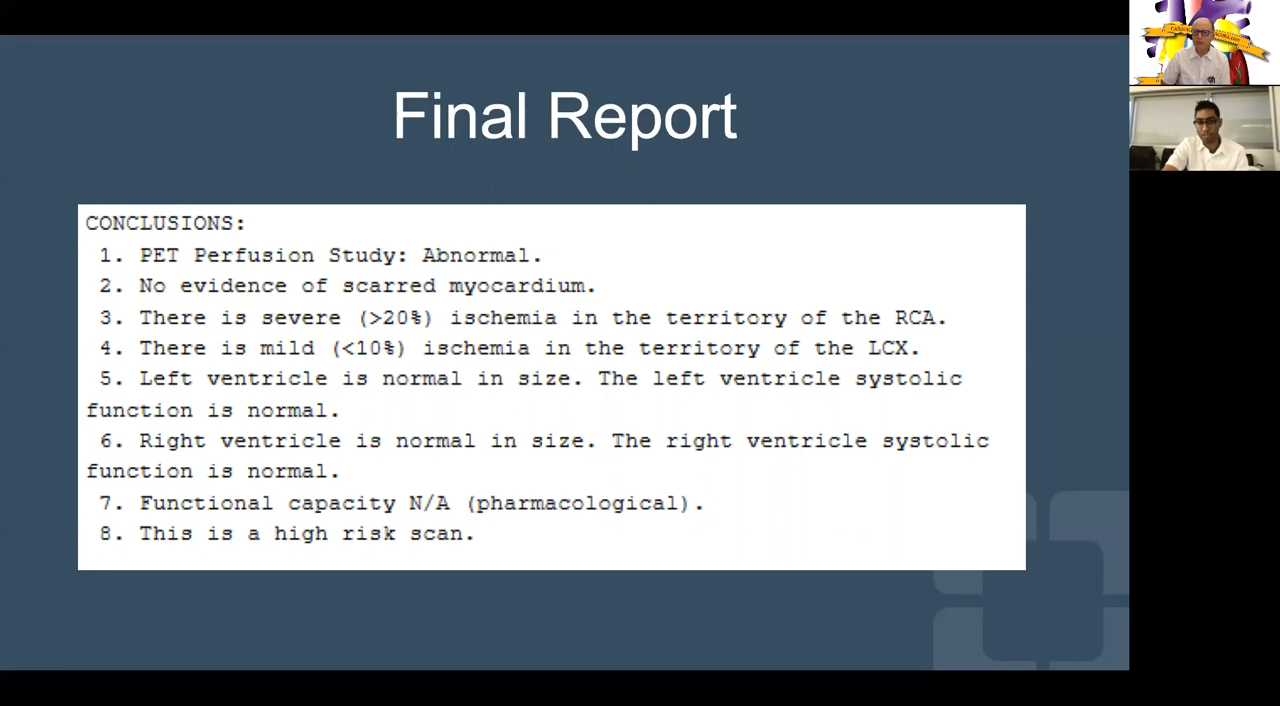 Final Report
CONCLUSIONS:
1. PET Perfusion Study: Abnormal.
2. No evidence of scarred myocardium.
3. There is severe (>20%) ischemia in the territory of the RCA.
4. There is mild (<10%) ischemia in the territory of the LCX.
5. Left ventricle is normal in size. The left ventricle systolic
function is normal.
6. Right ventricle is normal in size. The right ventricle systolic
function is normal.
7. Functional capacity N/A (pharmacological).
8. This is a high risk scan.